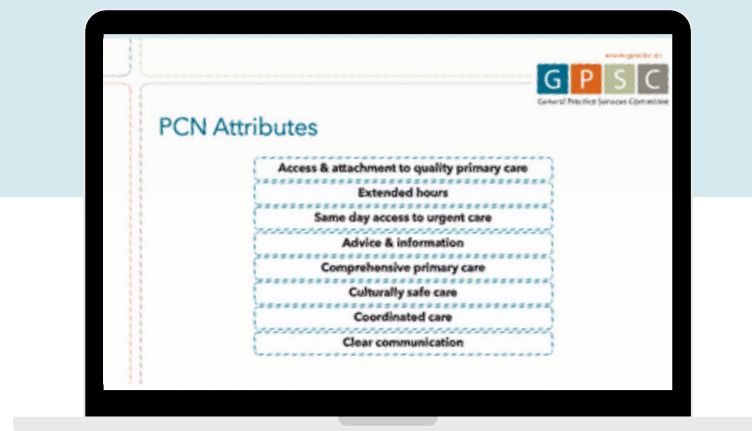 G P S C
General Practice Services Committee
PCN Attributes
Access & attachment to quality primary care
Extended hours
Same day access to urgent care
Advice & information
Comprehensive primary care
Culturally safe care
Coordinated care
Clear communication